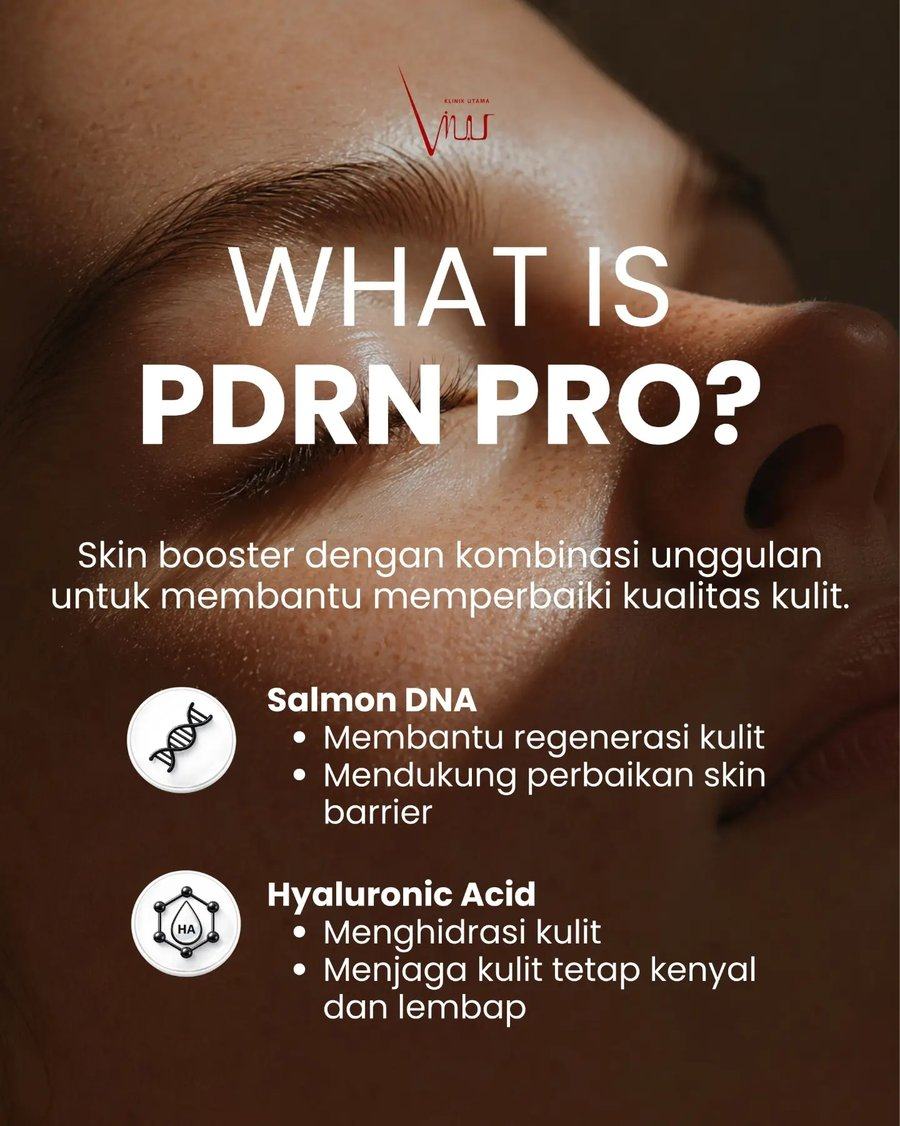 KLINIK UTAMA
WHAT IS
PDRN PRO?
Skin booster dengan kombinasi unggulan
untuk membantu memperbaiki kualitas kulit.
Salmon DNA
• Membantu regenerasi kulit
• Mendukung perbaikan skin
barrier
HA
Hyaluronic Acid
• Menghidrasi kulit
• Menjaga kulit tetap kenyal
dan lembap